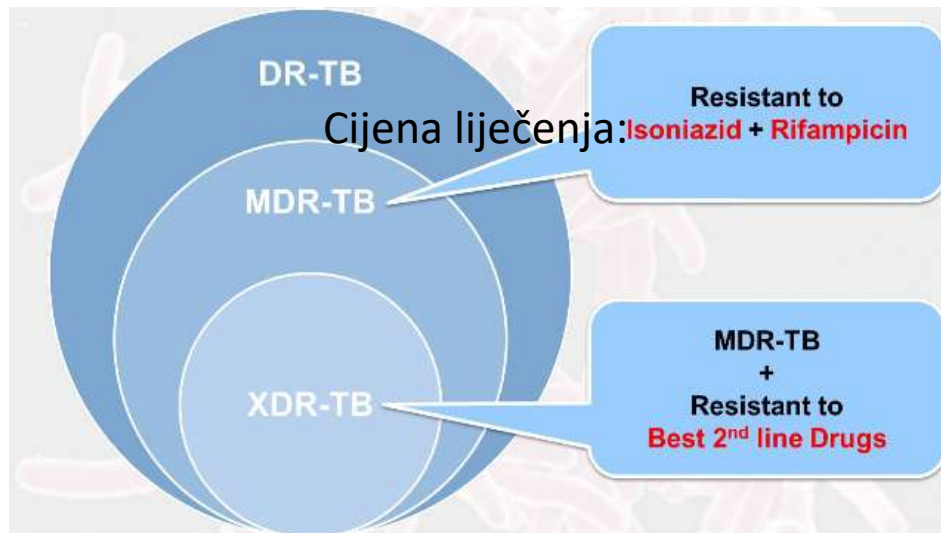 DR-TB
Cijena liječenja:
MDR-TB
XDR-TB
Resistant to
Isoniazid + Rifampicin
MDR-TB
+
Resistant to
Best 2nd line Drugs